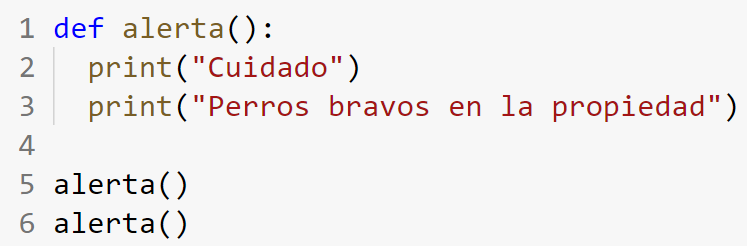 1 def alerta():
2   print("Cuidado")
3   print("Perros bravos en la propiedad")
4
5 alerta()
6 alerta()